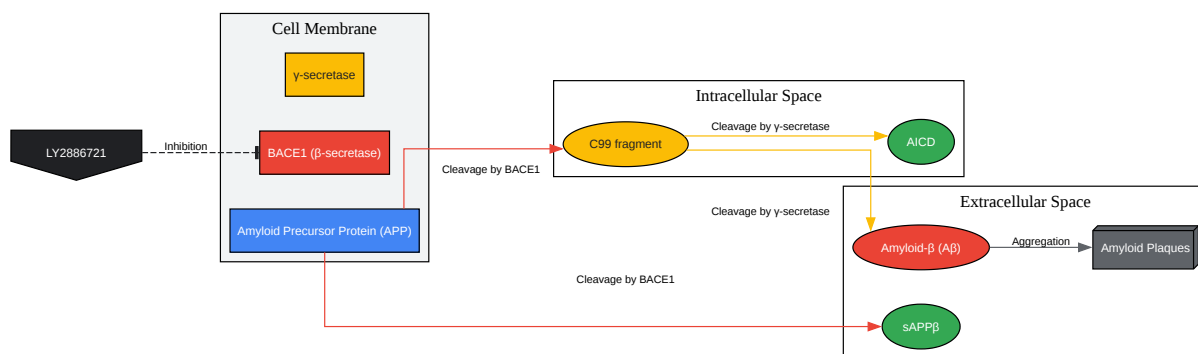 Cell Membrane
γ-secretase
LY2886721
Inhibition
BACE1 (β-secretase)
Amyloid Precursor Protein (APP)
Cleavage by BACE1
Intracellular Space
C99 fragment
Cleavage by γ-secretase
AICD
Cleavage by γ-secretase
Extracellular Space
Amyloid-β (Aβ)
Aggregation
Amyloid Plaques
Cleavage by BACE1
sAPPβ